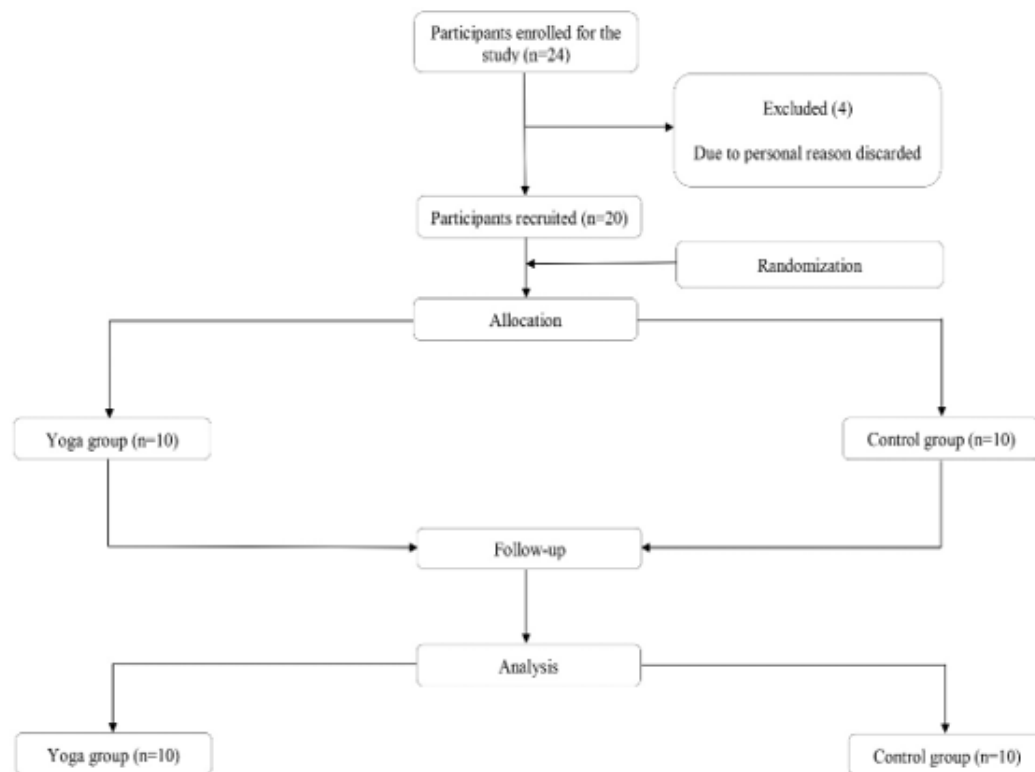 Participants enrolled for the
study (n=24)
Excluded (4)
Due to personal reason discarded
Participants recruited (n=20)
Randomization
Allocation
Yoga group (n=10)
Control group (n=10)
Follow-up
Analysis
Yoga group (n=10)
Control group (n=10)